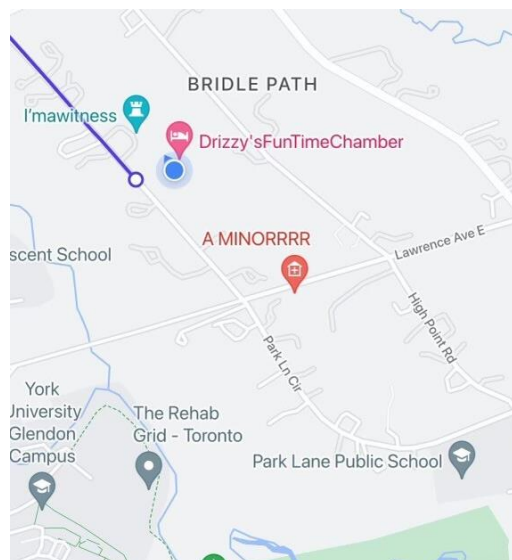 BRIDLE PATH
I'mawitness
Drizzy'sFunTimeChamber
A MINORRRR
Lawrence Ave E
scent School
High Point Rd
Park Ln Cir
York
University
Glendon
Campus
The Rehab
Grid - Toronto
Park Lane Public School